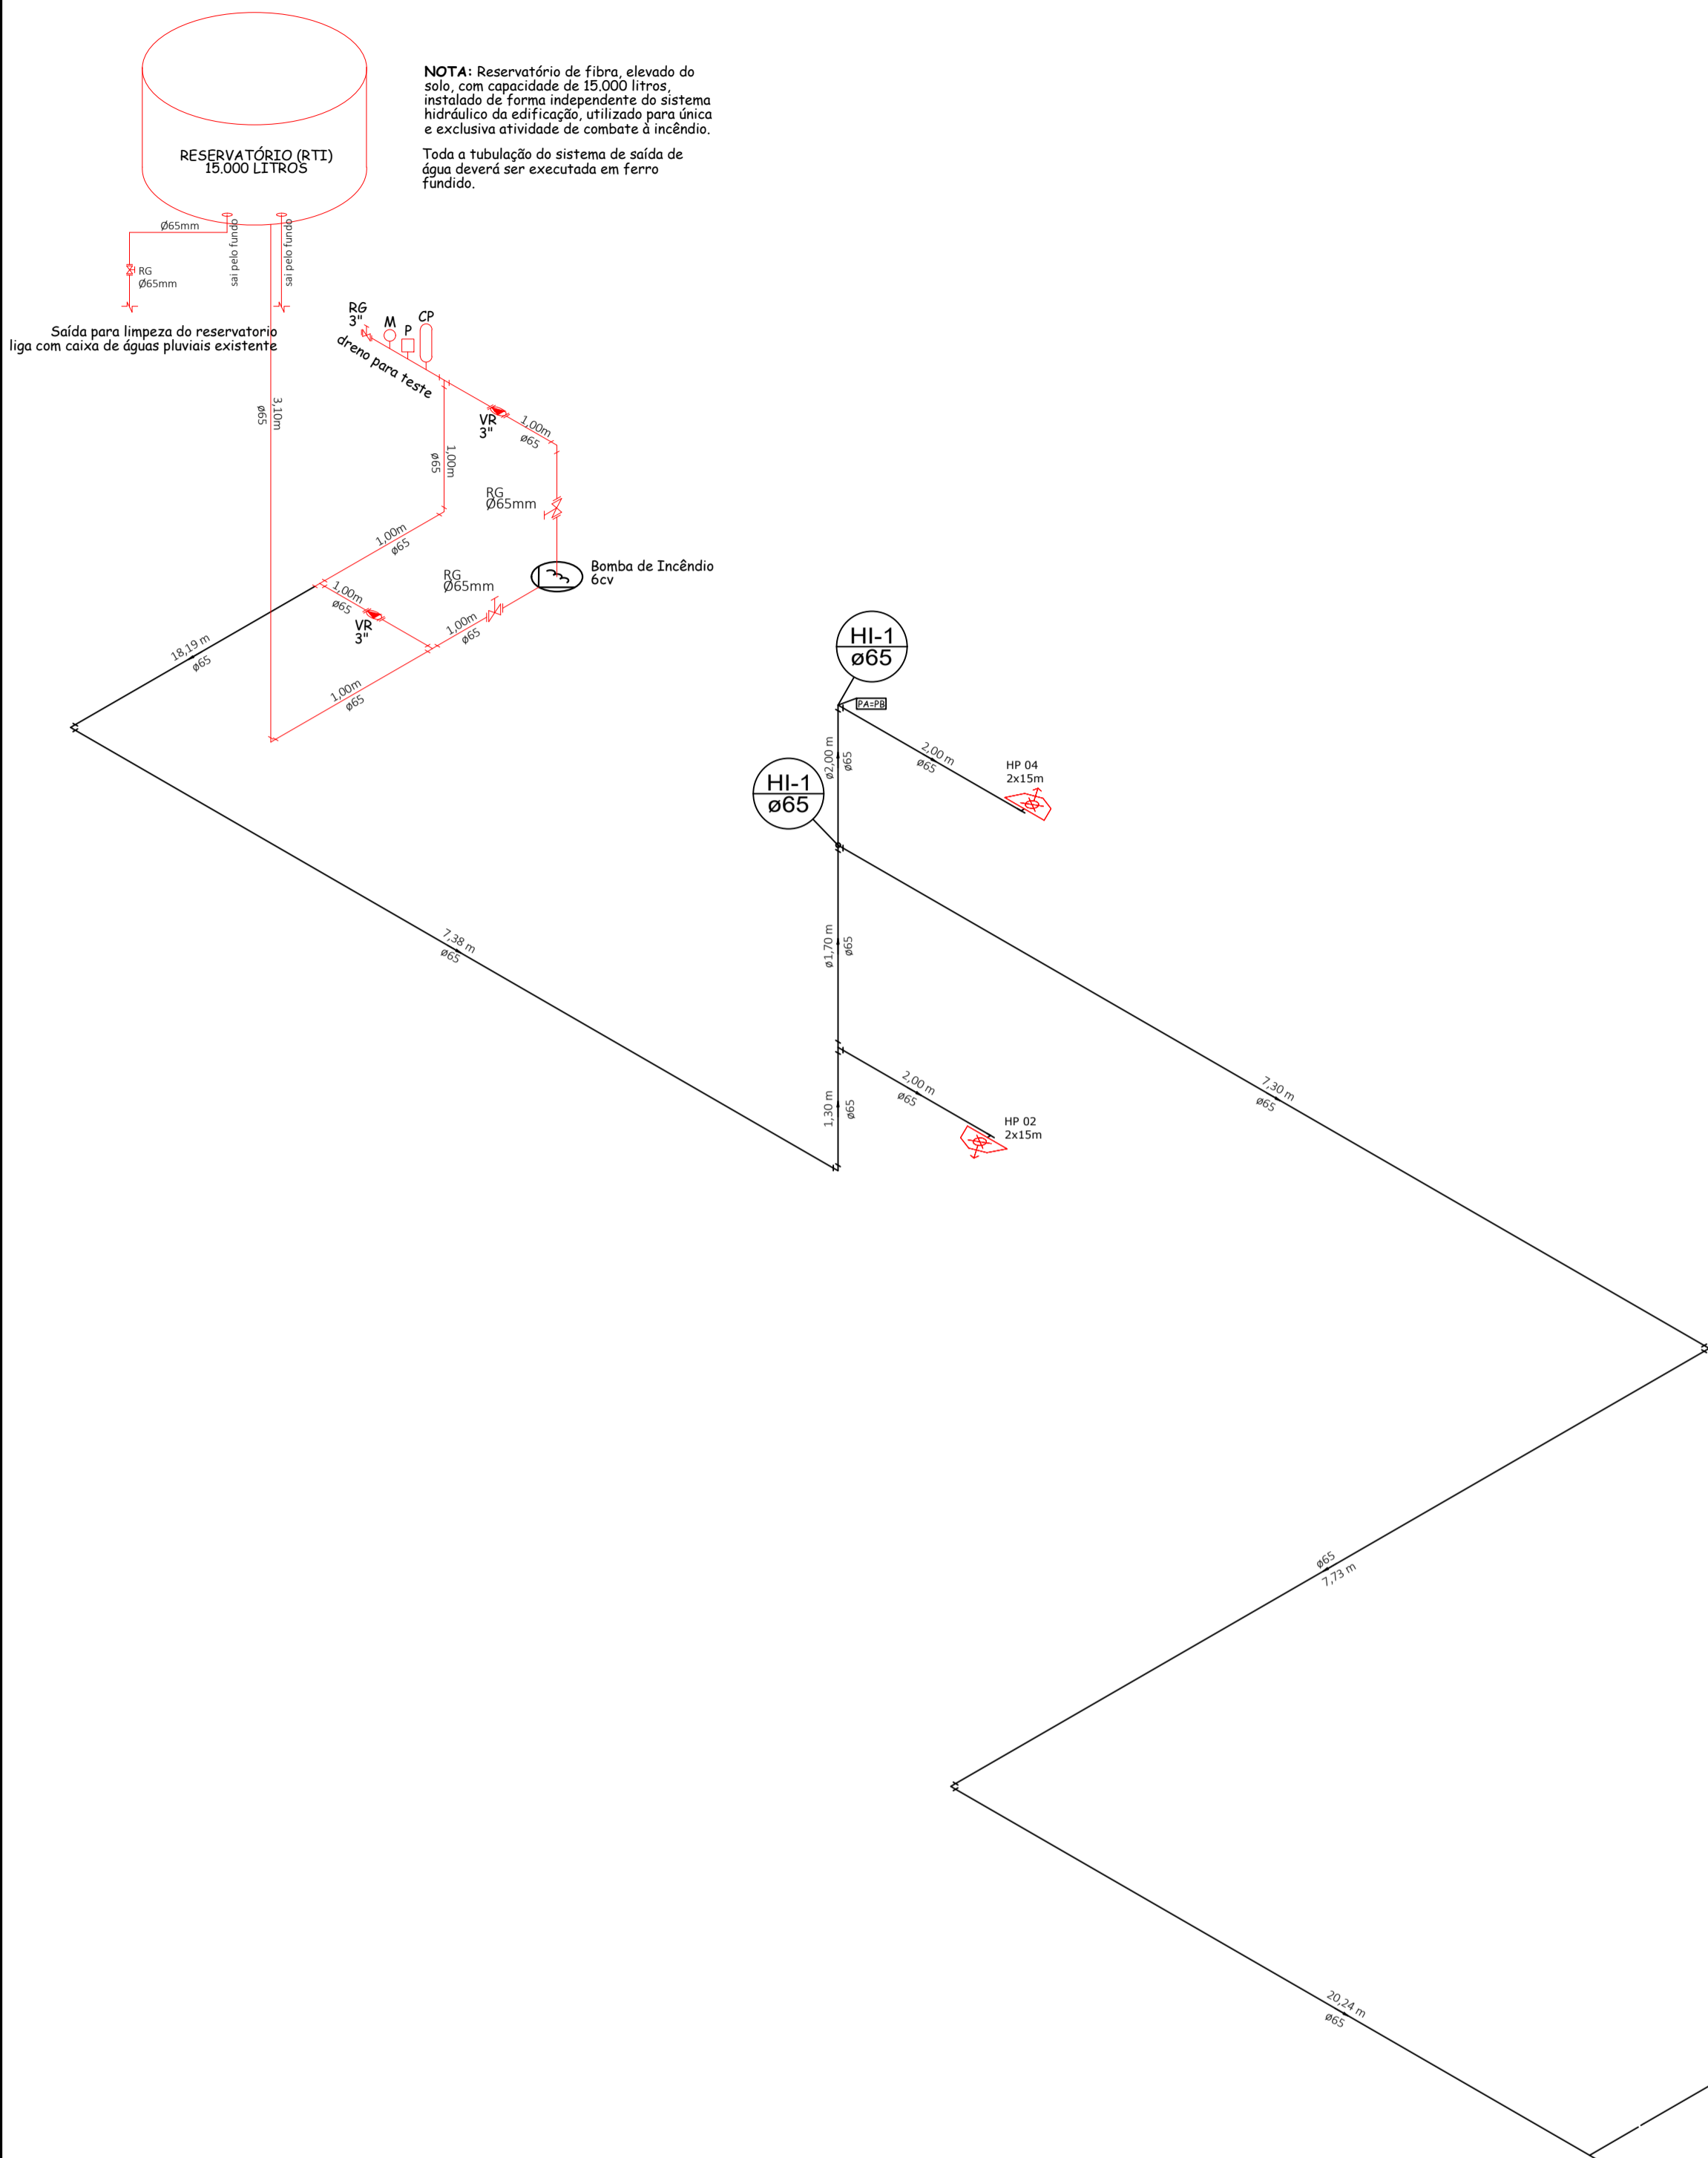 NOTA: Reservatório de fibra, elevado do
solo, com capacidade de 15.000 litros,
instalado de forma independente do sistema
hidráulico da edificação, utilizado para única
e exclusiva atividade de combate à incêndio.
Toda a tubulação do sistema de saída de
água deverá ser executada em ferro
fundido.
RESERVATÓRIO (RTI)
15.000 LITROS
Ø65mm
sai pelo fundo
sai pelo fundo
RG
Ø65mm
Saída para limpeza do reservatorio
liga com caixa de águas pluviais existente
RG
3"
M
P
CP
dreno para teste
3,10m
ø65
VR
3"
1,00m
ø65
1,00m
ø65
RG
Ø65mm
1,00m
ø65
Bomba de Incêndio
6cv
RG
Ø65mm
1,00m
ø65
VR
3"
1,00m
ø65
18,19 m
ø65
1,00m
ø65
HI-1
ø65
PA=PB
ø2,00 m
ø65
2,00 m
ø65
HP 04
2x15m
HI-1
ø65
7,38 m
ø65
ø1,70 m
ø65
2,00 m
ø65
1,30 m
ø65
HP 02
2x15m
7,30 m
ø65
ø65
7,73 m
20,24 m
ø65